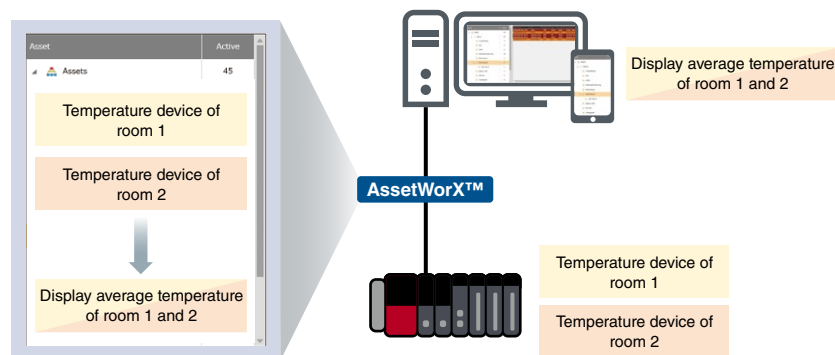 Asset Active
Assets 45
Temperature device of
room 1
Temperature device of
room 2
Display average temperature
of room 1 and 2
AssetWorX™
Display average temperature
of room 1 and 2
Temperature device of
room 1
Temperature device of
room 2